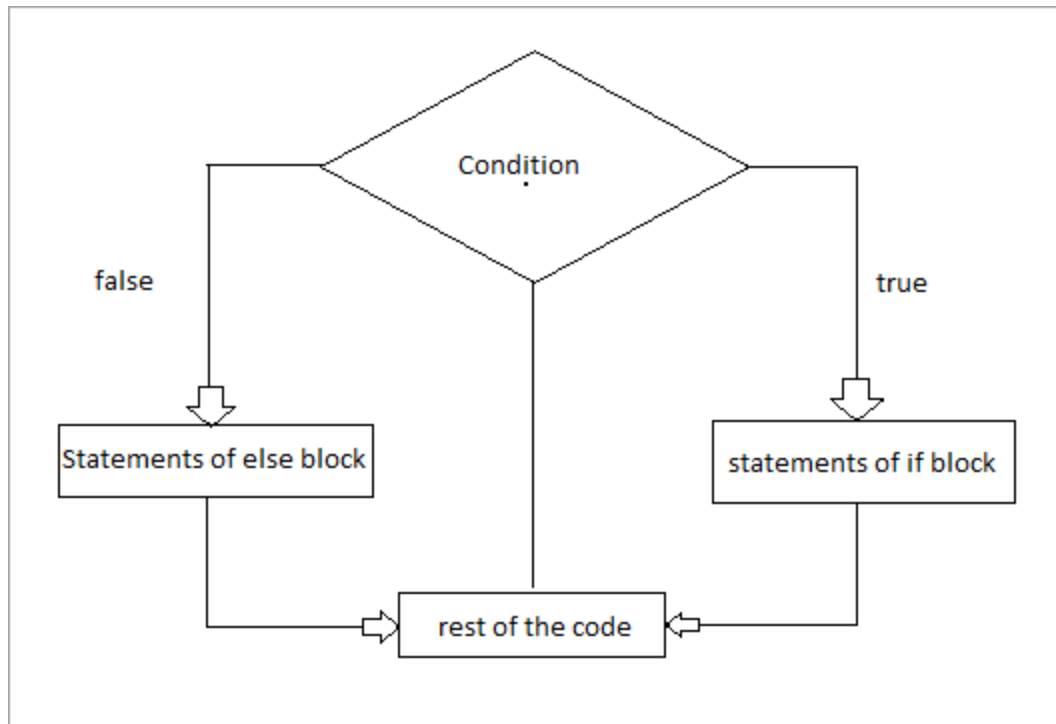 Condition
false
true
Statements of else block
statements of if block
rest of the code